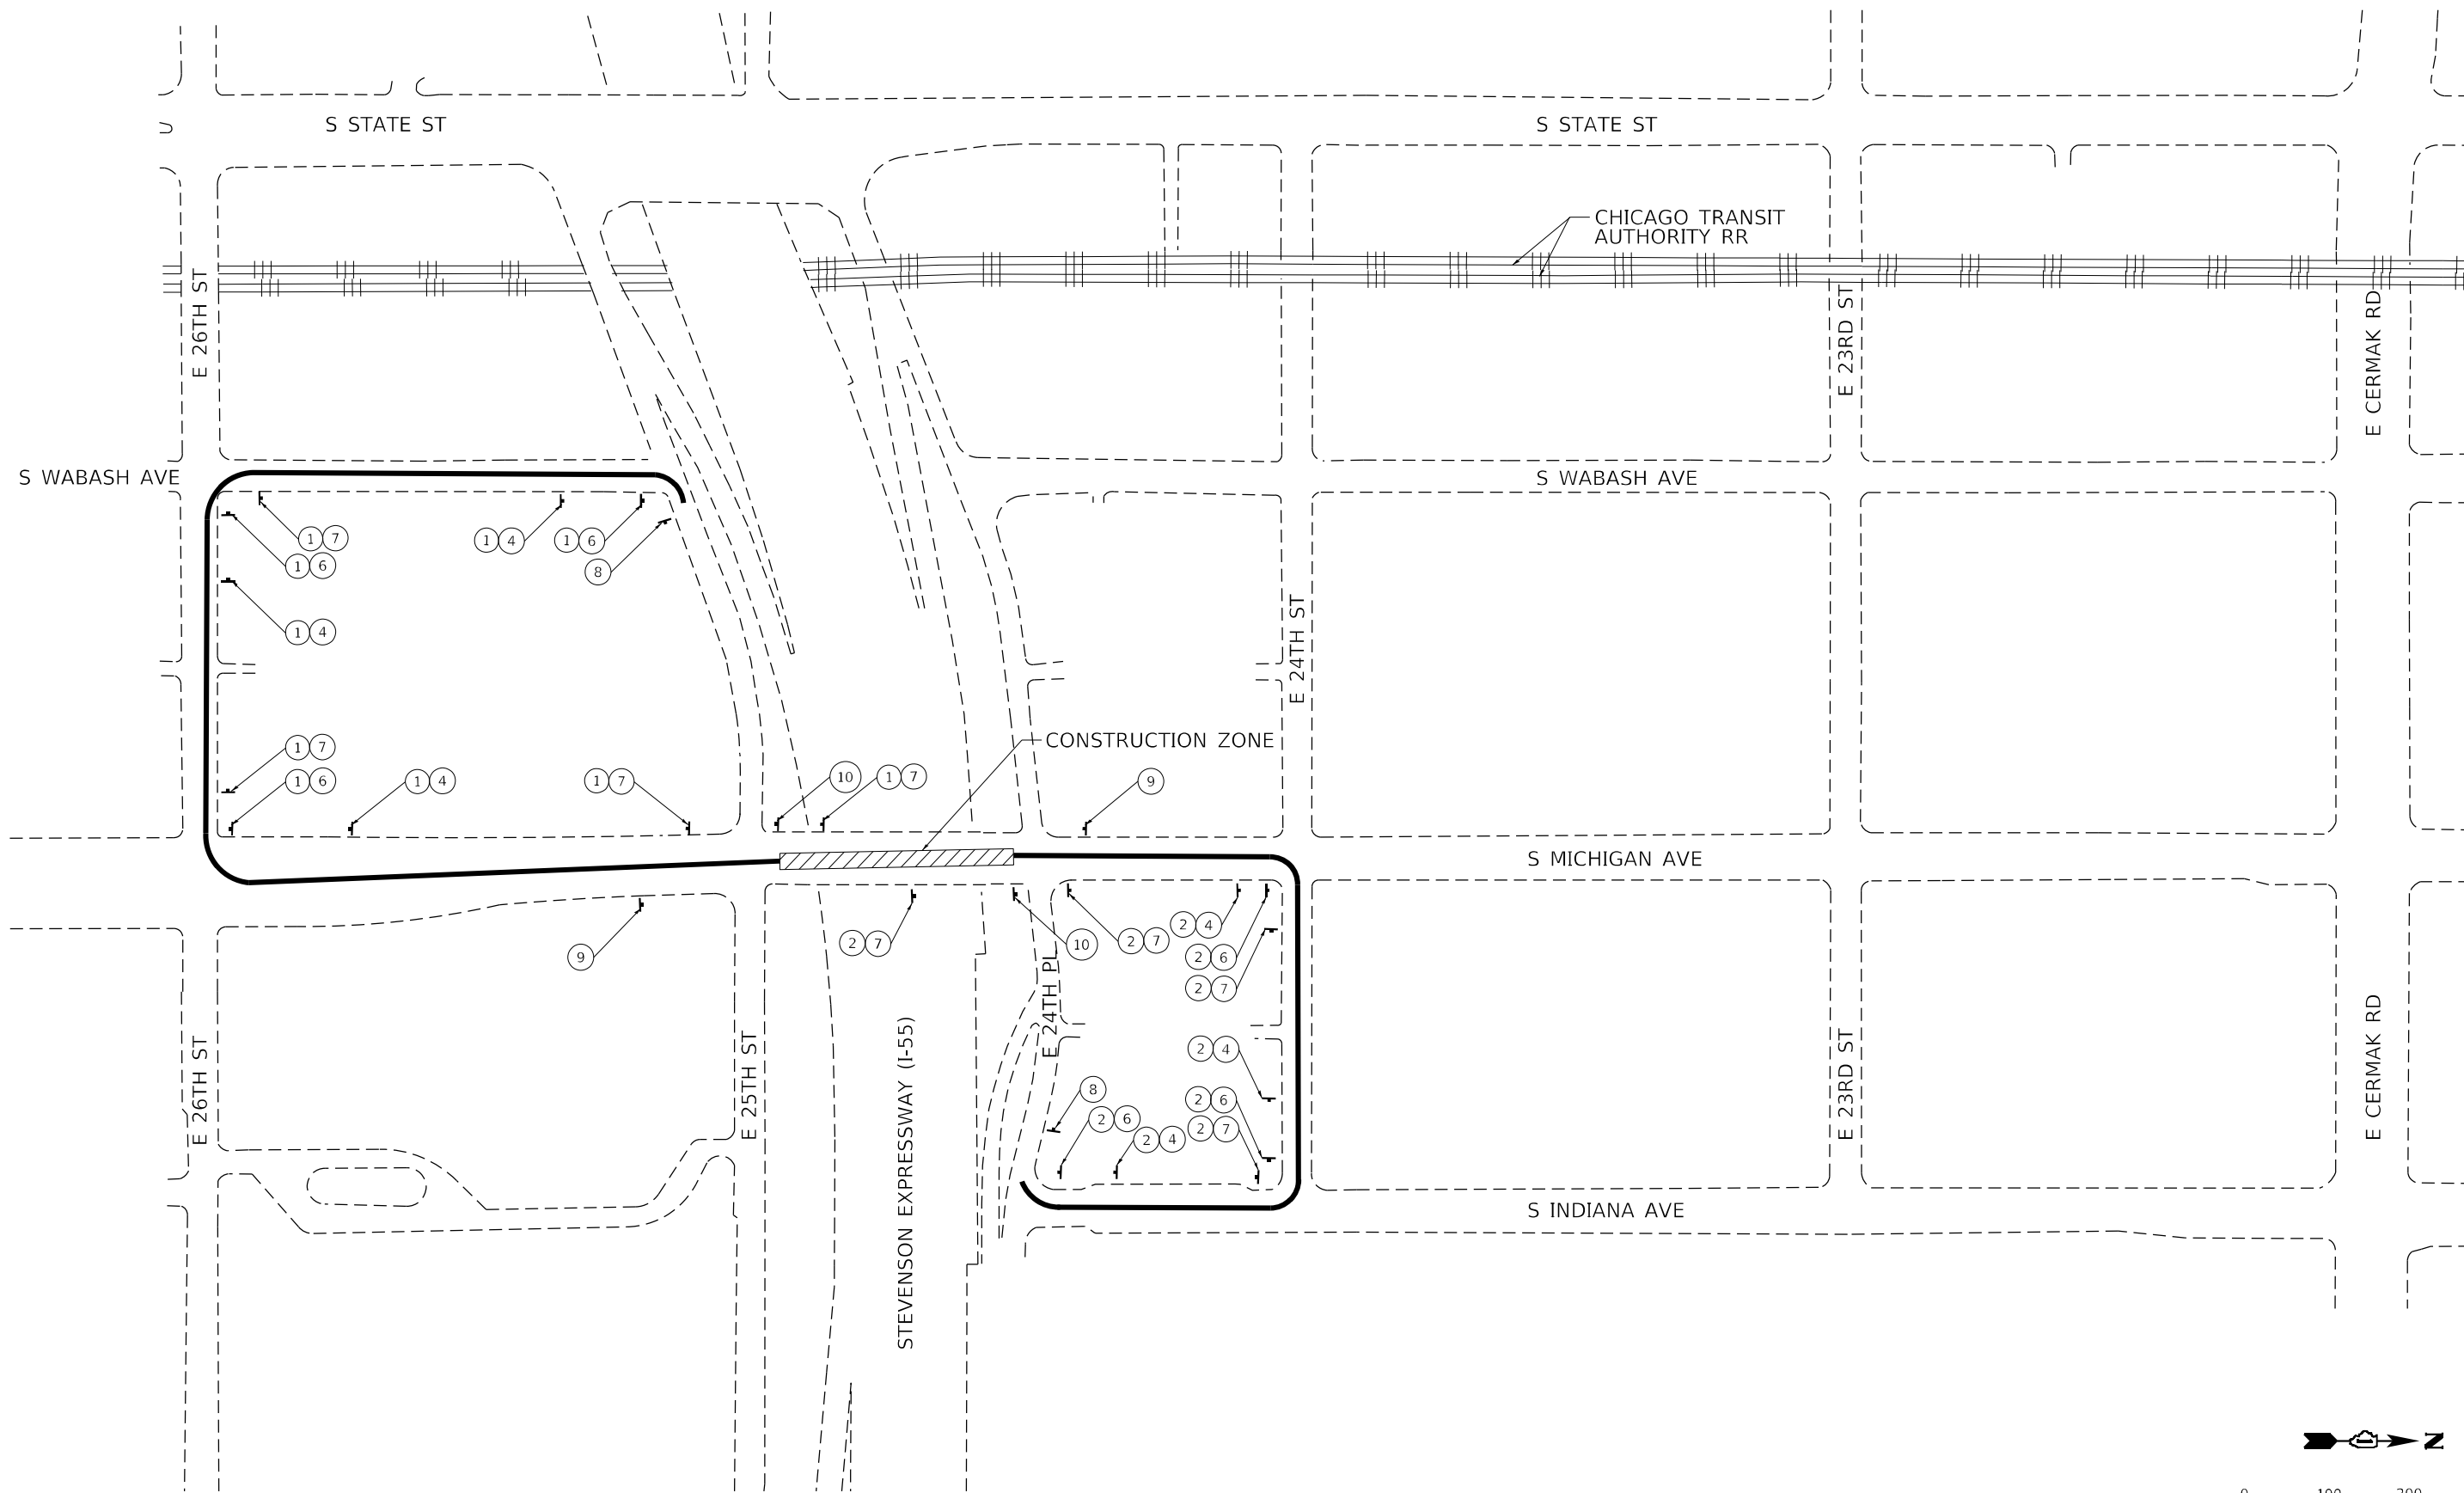 S STATE ST
S STATE ST
CHICAGO TRANSIT
AUTHORITY RR
E 26TH ST
E 23RD ST
E CERMAK RD
S WABASH AVE
S WABASH AVE
1 7
1 4
1 6
1 6
8
1 4
E 24TH ST
CONSTRUCTION ZONE
1 7
1 6
1 4
1 7
10
1 7
9
S MICHIGAN AVE
9
2 7
10
2 7
2 4
2 6
2 7
E 24TH PL
2 4
8
2 6
2 6
2 4
2 7
E 26TH ST
E 25TH ST
STEVENSON EXPRESSWAY (I-55)
E 23RD ST
E CERMAK RD
S INDIANA AVE
N